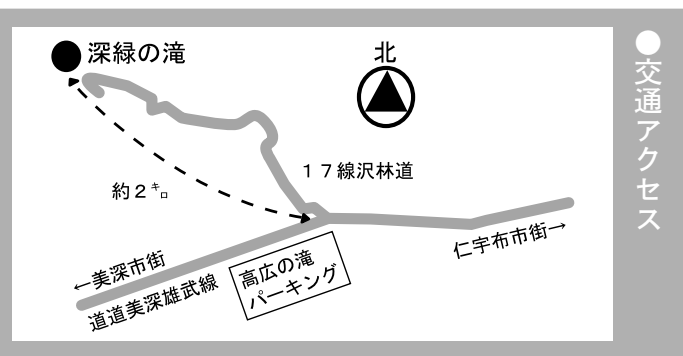 ●交通アクセス
深緑の滝
北
17線沢林道
約2㌔
仁宇布市街→
←美深市街
道道美深雄武線
高広の滝
パーキング